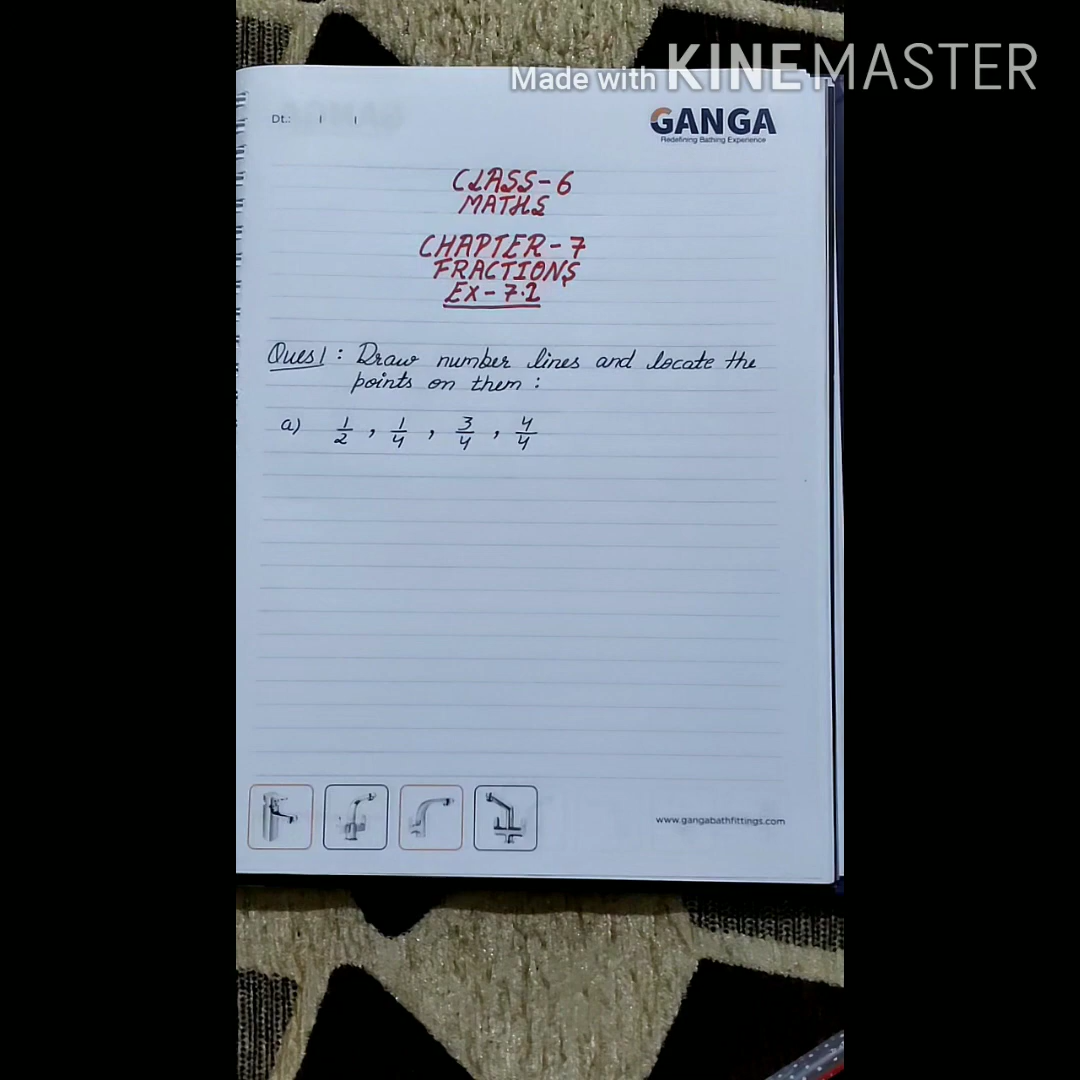 Made with KINEMASTER
Dt.:
GANGA
Redefining Bathing Experience
CLASS-6
MATHS
CHAPTER-7
FRACTIONS
EX-7.2
Ques1: Draw number lines and locate the
points on them:
a) 1/2, 1/4, 3/4, 4/4
www.gangabathfittings.com